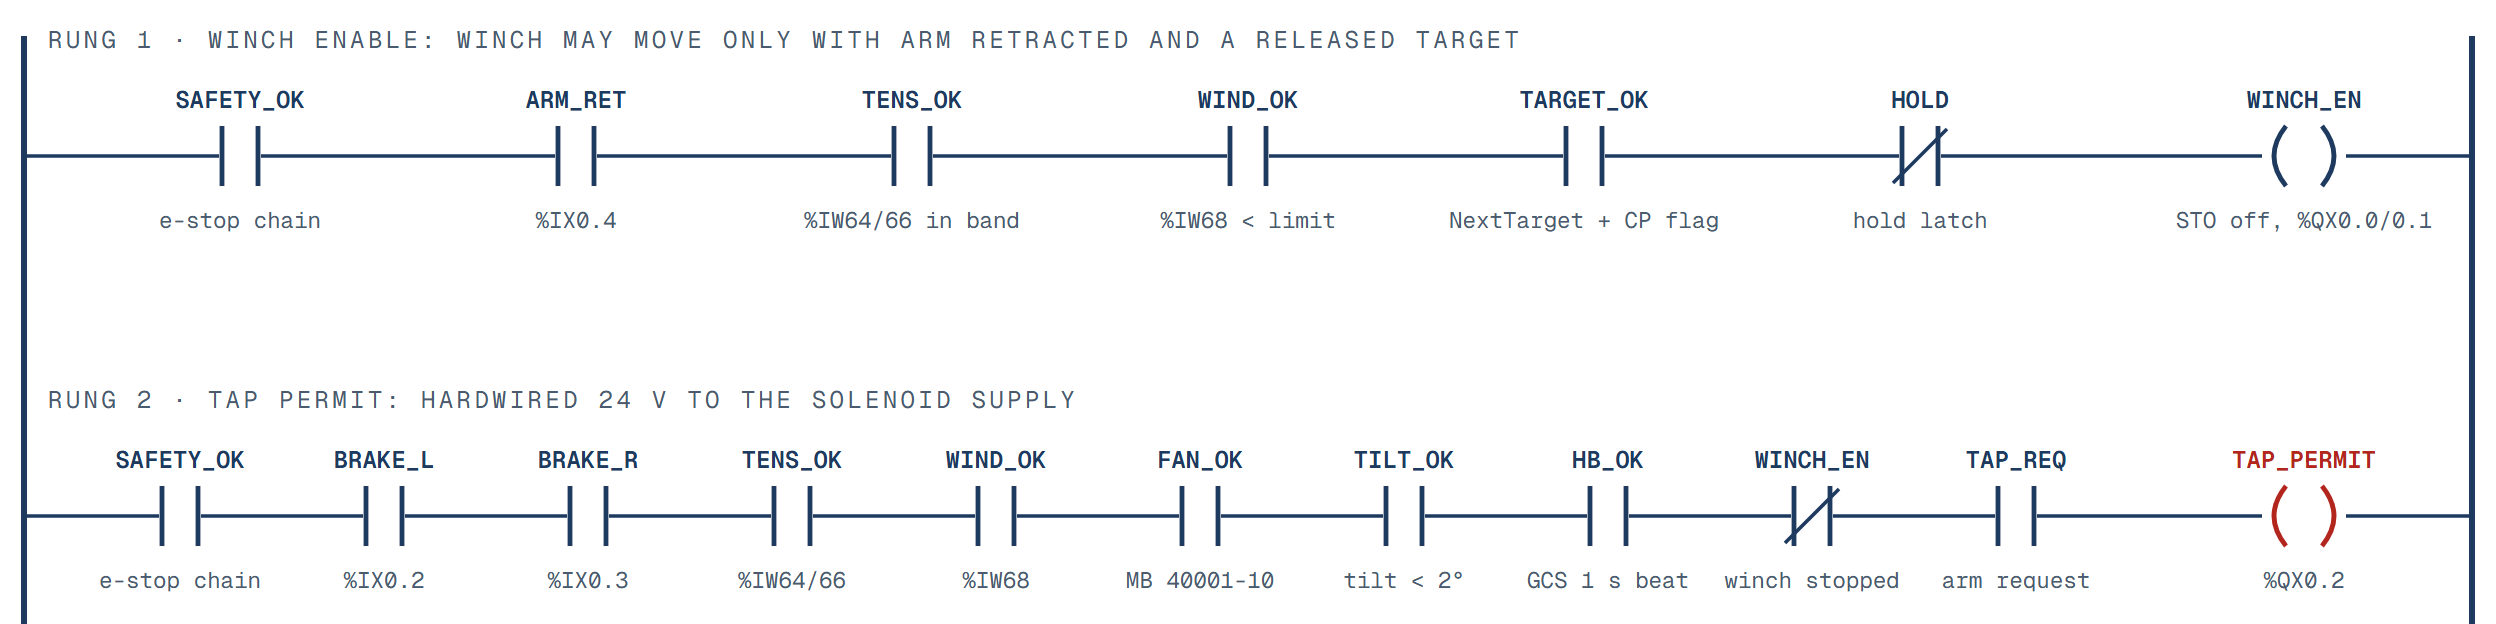 RUNG 1 · WINCH ENABLE: WINCH MAY MOVE ONLY WITH ARM RETRACTED AND A RELEASED TARGET
SAFETY_OK ARM_RET TENS_OK WIND_OK TARGET_OK HOLD WINCH_EN
e-stop chain %IX0.4 %IW64/66 in band %IW68 < limit NextTarget + CP flag hold latch STO off, %QX0.0/0.1
RUNG 2 · TAP PERMIT: HARDWIRED 24 V TO THE SOLENOID SUPPLY
SAFETY_OK BRAKE_L BRAKE_R TENS_OK WIND_OK FAN_OK TILT_OK HB_OK WINCH_EN TAP_REQ TAP_PERMIT
e-stop chain %IX0.2 %IX0.3 %IW64/66 %IW68 MB 40001-10 tilt < 2° GCS 1 s beat winch stopped arm request %QX0.2